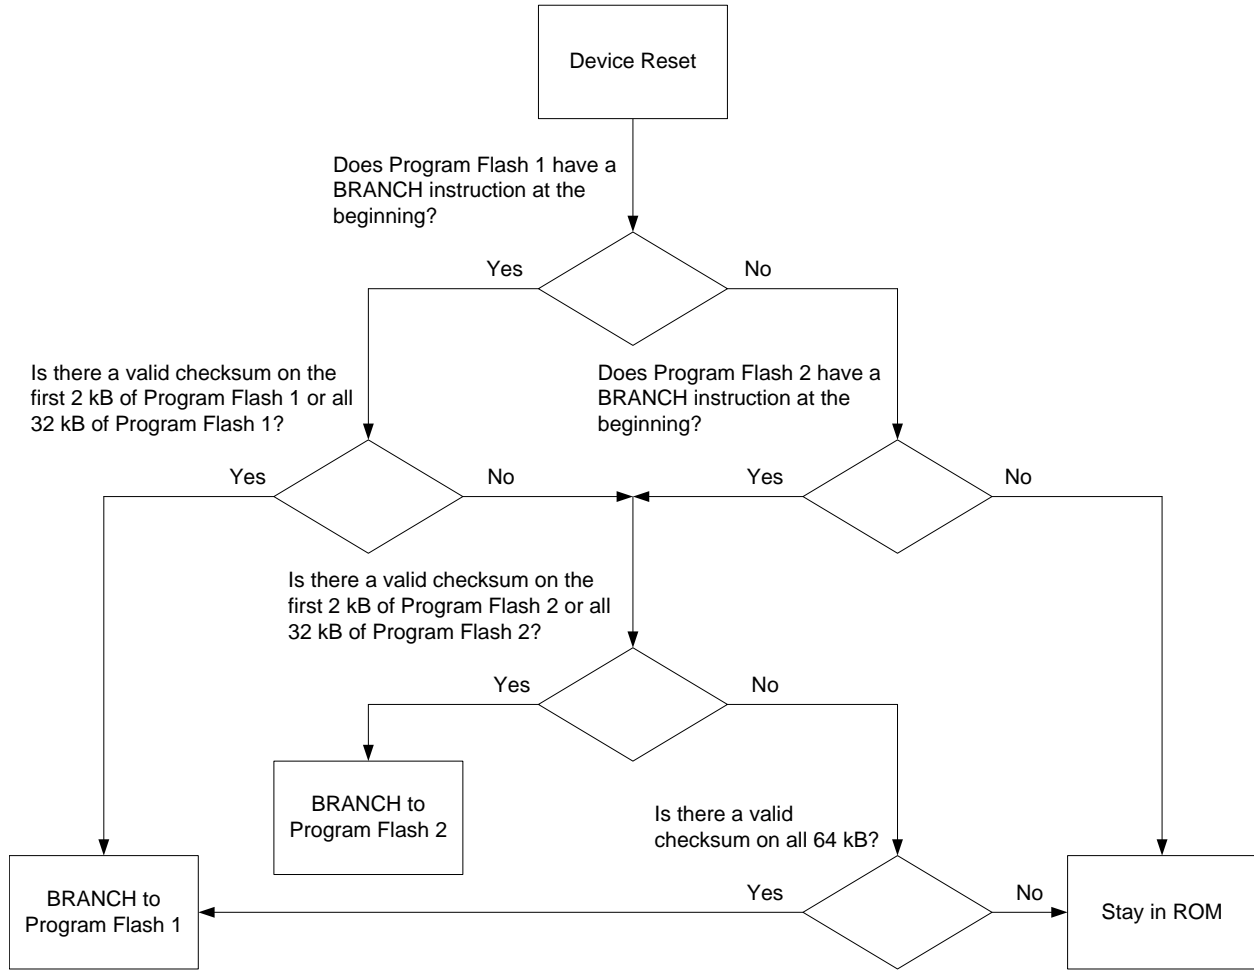 Device Reset
Does Program Flash 1 have a
BRANCH instruction at the
beginning?
Yes
No
Is there a valid checksum on the
first 2 kB of Program Flash 1 or all
32 kB of Program Flash 1?
Does Program Flash 2 have a
BRANCH instruction at the
beginning?
Yes
No
Yes
No
Is there a valid checksum on the
first 2 kB of Program Flash 2 or all
32 kB of Program Flash 2?
Yes
No
BRANCH to
Program Flash 2
Is there a valid
checksum on all 64 kB?
BRANCH to
Program Flash 1
Yes
No
Stay in ROM